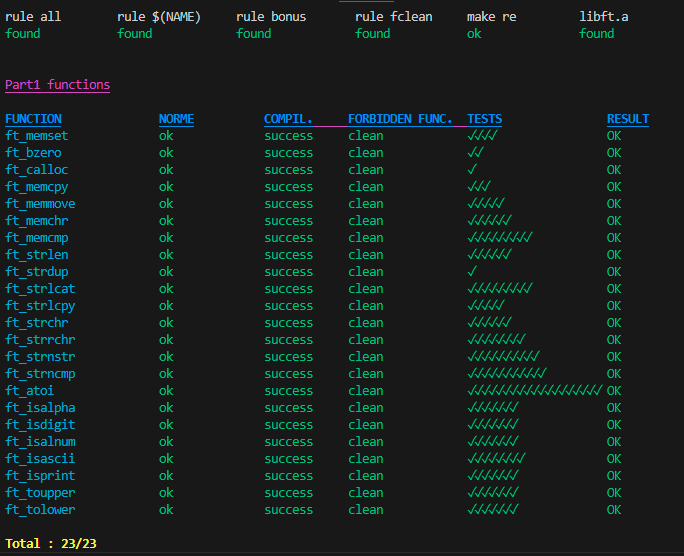 rule all rule $(NAME) rule bonus rule fclean make re libft.a
found found found found ok found
Part1 functions
FUNCTION NORME COMPIL. FORBIDDEN FUNC. TESTS RESULT
ft_memset ok success clean ✓✓✓✓ OK
ft_bzero ok success clean ✓✓ OK
ft_calloc ok success clean ✓ OK
ft_memcpy ok success clean ✓✓✓ OK
ft_memmove ok success clean ✓✓✓✓✓ OK
ft_memchr ok success clean ✓✓✓✓✓✓ OK
ft_memcmp ok success clean ✓✓✓✓✓✓✓✓✓ OK
ft_strlen ok success clean ✓✓✓✓✓✓ OK
ft_strdup ok success clean ✓ OK
ft_strlcat ok success clean ✓✓✓✓✓✓✓✓✓ OK
ft_strlcpy ok success clean ✓✓✓✓✓ OK
ft_strchr ok success clean ✓✓✓✓✓✓ OK
ft_strrchr ok success clean ✓✓✓✓✓✓✓✓ OK
ft_strnstr ok success clean ✓✓✓✓✓✓✓✓✓✓ OK
ft_strncmp ok success clean ✓✓✓✓✓✓✓✓✓✓✓ OK
ft_atoi ok success clean ✓✓✓✓✓✓✓✓✓✓✓✓✓✓✓✓✓✓✓ OK
ft_isalpha ok success clean ✓✓✓✓✓✓✓ OK
ft_isdigit ok success clean ✓✓✓✓✓✓✓ OK
ft_isalnum ok success clean ✓✓✓✓✓✓✓ OK
ft_isascii ok success clean ✓✓✓✓✓✓✓✓ OK
ft_isprint ok success clean ✓✓✓✓✓✓✓ OK
ft_toupper ok success clean ✓✓✓✓✓✓✓ OK
ft_tolower ok success clean ✓✓✓✓✓✓✓ OK
Total : 23/23